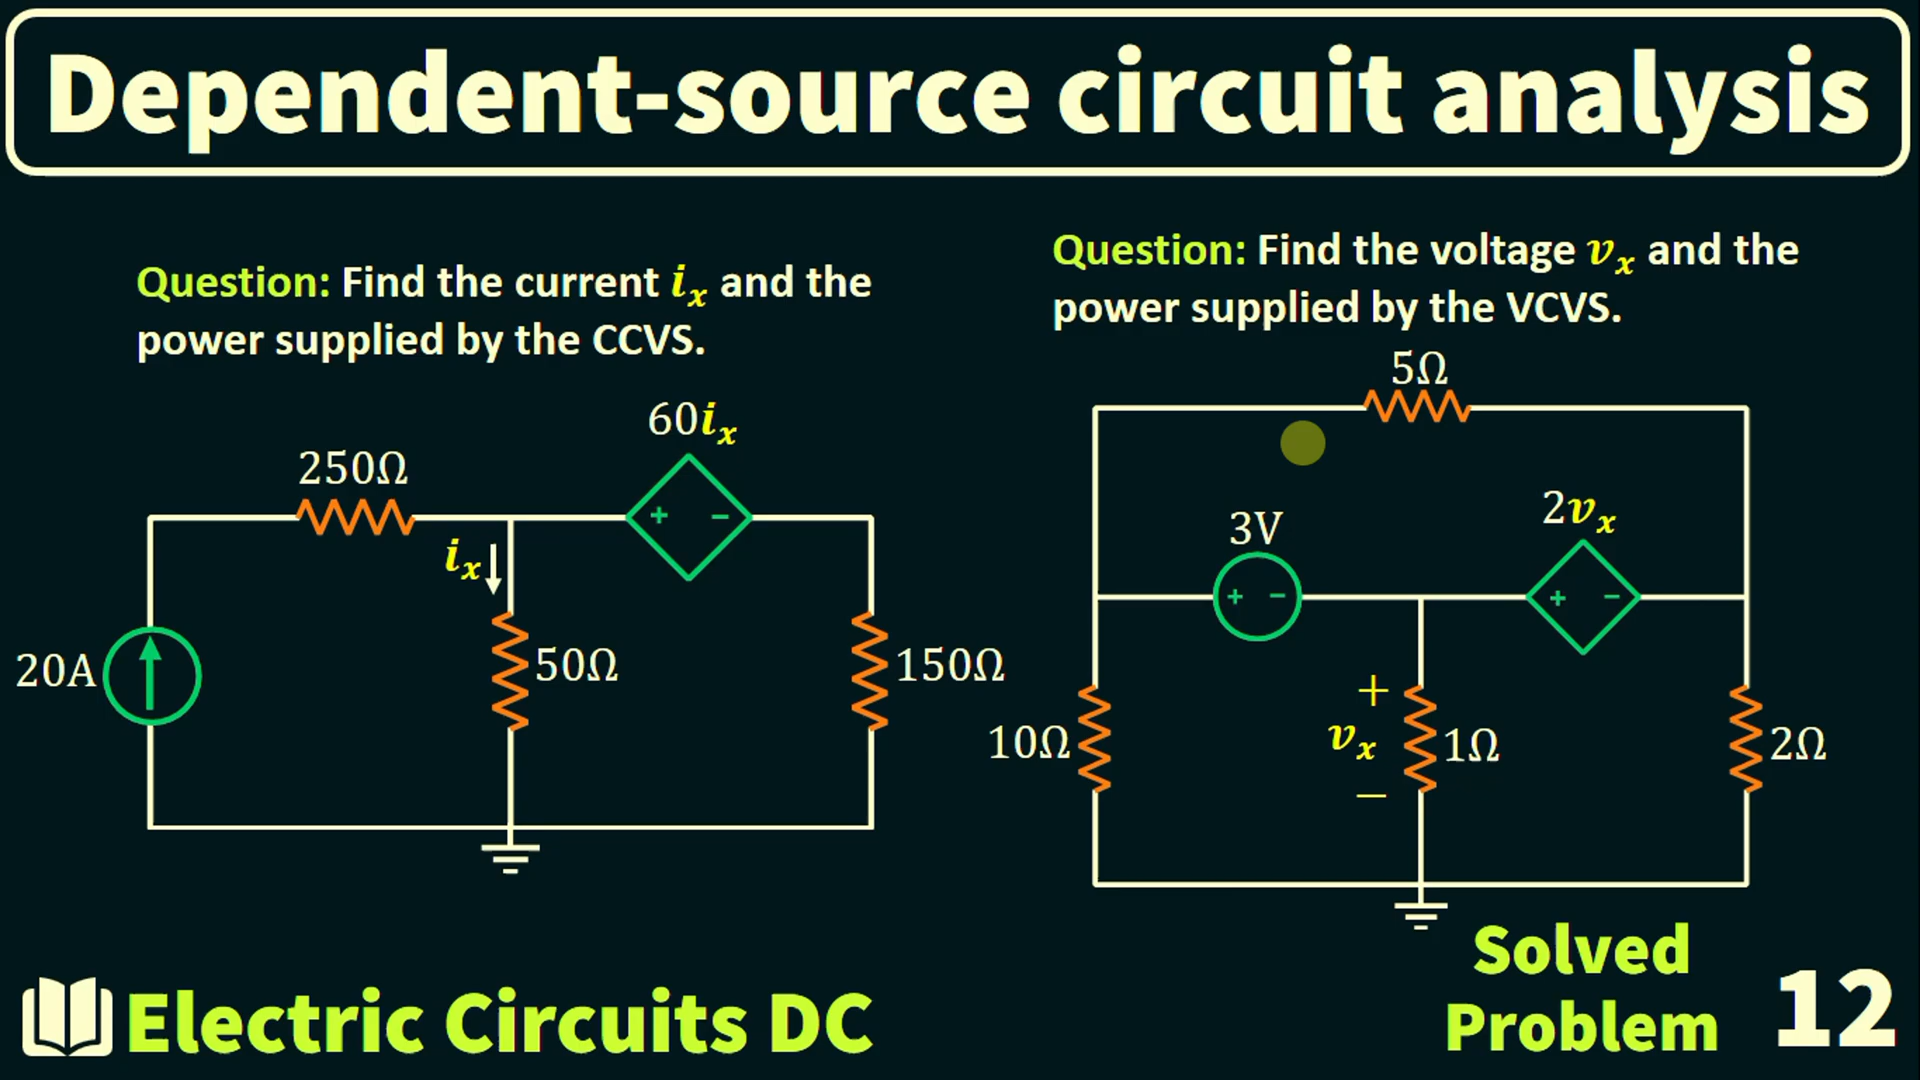 Dependent-source circuit analysis
Question: Find the current iₓ and the
power supplied by the CCVS.
60iₓ
250Ω
iₓ
+ −
20A
50Ω
150Ω
Question: Find the voltage vₓ and the
power supplied by the VCVS.
5Ω
3V
2vₓ
+ −
+ −
+
vₓ
−
10Ω
1Ω
2Ω
Electric Circuits DC
Solved
Problem
12